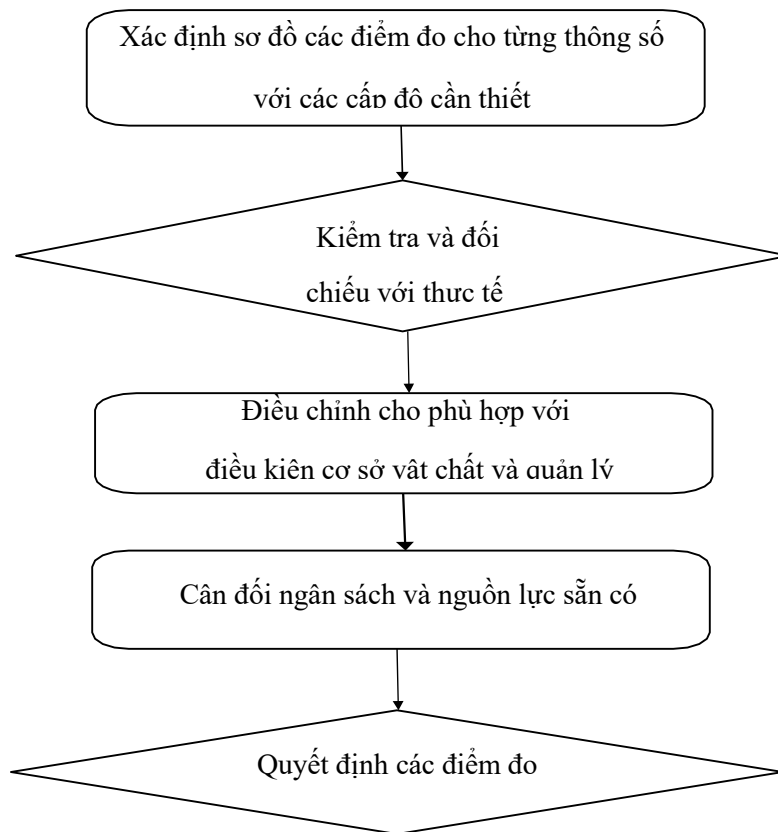 Xác định sơ đồ các điểm đo cho từng thông số
với các cấp độ cần thiết
Kiểm tra và đối
chiếu với thực tế
Điều chỉnh cho phù hợp với
điều kiện cơ sở vật chất và quản lý
Cân đối ngân sách và nguồn lực sẵn có
Quyết định các điểm đo